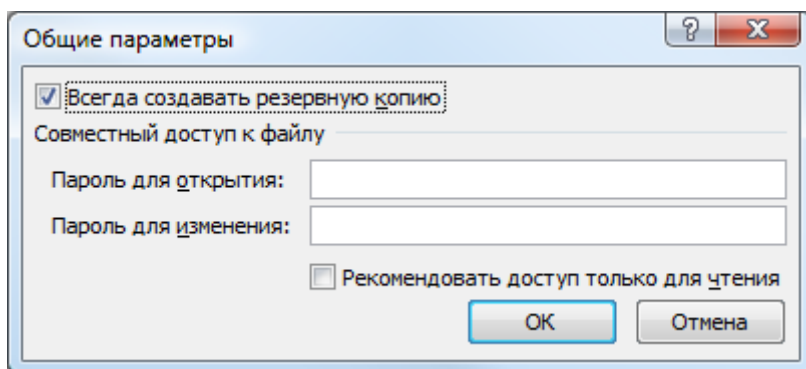 Общие параметры
Всегда создавать резервную копию
Совместный доступ к файлу
Пароль для открытия:
Пароль для изменения:
Рекомендовать доступ только для чтения
ОК Отмена